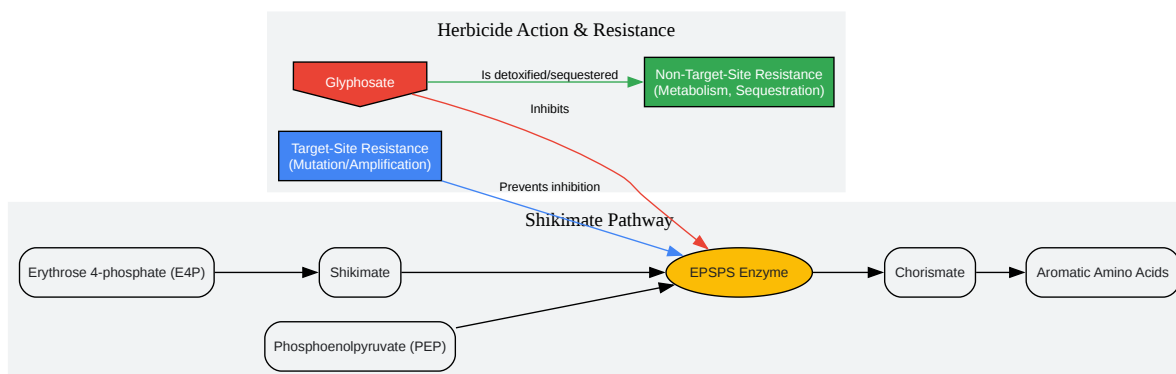 Herbicide Action & Resistance
Glyphosate
Is detoxified/sequestered
Non-Target-Site Resistance
(Metabolism, Sequestration)
Inhibits
Target-Site Resistance
(Mutation/Amplification)
Prevents inhibition
Shikimate Pathway
Erythrose 4-phosphate (E4P)
Shikimate
EPSPS Enzyme
Chorismate
Aromatic Amino Acids
Phosphoenolpyruvate (PEP)